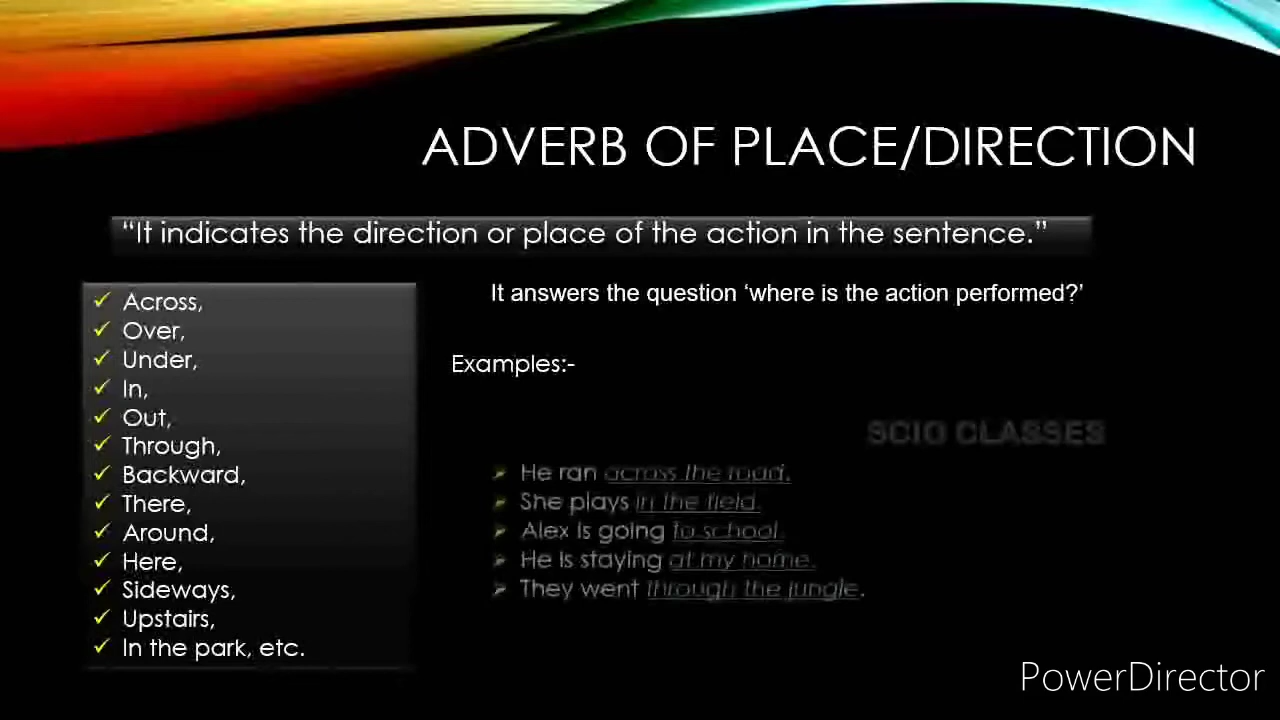 ADVERB OF PLACE/DIRECTION
“It indicates the direction or place of the action in the sentence.”
Across,
Over,
Under,
In,
Out,
Through,
Backward,
There,
Around,
Here,
Sideways,
Upstairs,
In the park, etc.
It answers the question ‘where is the action performed?’
Examples:-
SCIO CLASSES
He ran across the road.
She plays in the field.
Alex is going to school.
He is staying at my home.
They went through the jungle.
PowerDirector